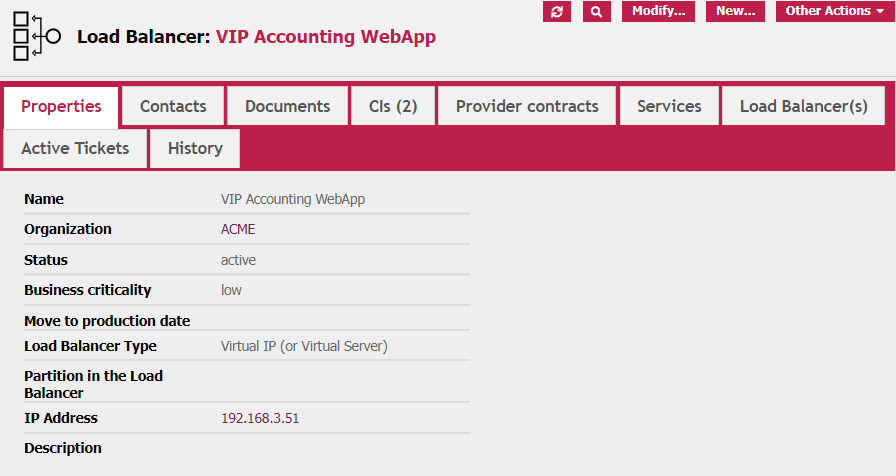 Load Balancer: VIP Accounting WebApp
Modify... New... Other Actions
Properties Contacts Documents CIs (2) Provider contracts Services Load Balancer(s)
Active Tickets History
Name VIP Accounting WebApp
Organization ACME
Status active
Business criticality low
Move to production date
Load Balancer Type Virtual IP (or Virtual Server)
Partition in the Load
Balancer
IP Address 192.168.3.51
Description